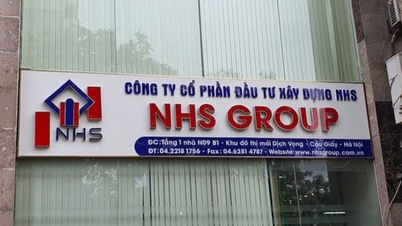 CÔNG TY CỔ PHẦN ĐẦU TƯ XÂY DỰNG NHS
NHS GROUP
NHS
ĐC: Tầng 1 nhà N09 B1 - Khu đô thị mới Dịch Vọng - Cầu Giấy - Hà Nội
ĐT: 04.2218 1756 - Fax: 04.6281 4787 - Website: www.nhsgroup.com.vn